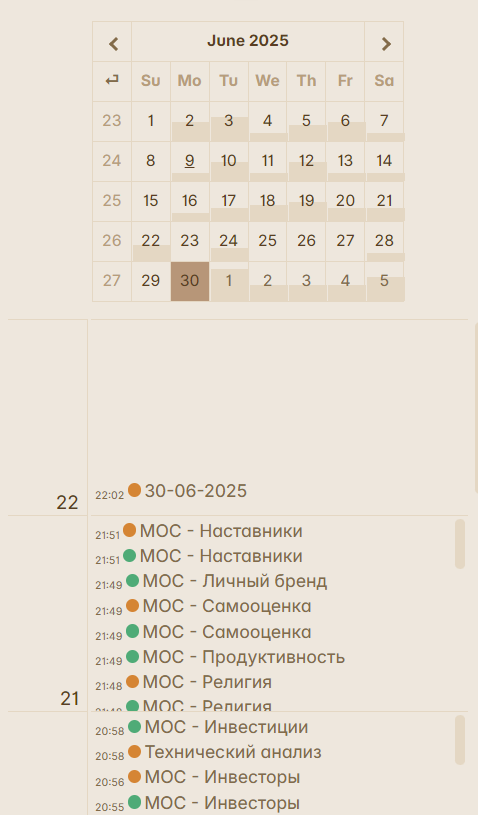 June 2025
Su Mo Tu We Th Fr Sa
23 1 2 3 4 5 6 7
24 8 9 10 11 12 13 14
25 15 16 17 18 19 20 21
26 22 23 24 25 26 27 28
27 29 30 1 2 3 4 5
22:02 30-06-2025
22
21:51 МОС - Наставники
21:51 МОС - Наставники
21:49 МОС - Личный бренд
21:49 МОС - Самооценка
21:49 МОС - Самооценка
21:49 МОС - Продуктивность
21:48 МОС - Религия
21:48 МОС - Религия
21
20:58 МОС - Инвестиции
20:58 Технический анализ
20:56 МОС - Инвесторы
20:55 МОС - Инвесторы